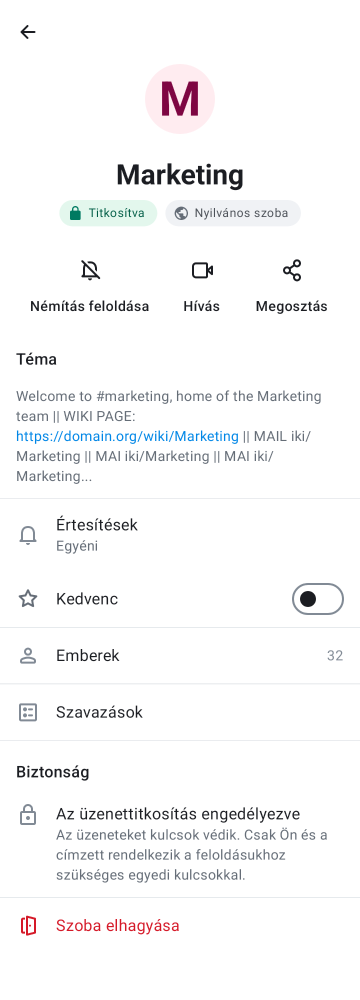 M
Marketing
Titkosítva
Nyilvános szoba
Némítás feloldása
Hívás
Megosztás
Téma
Welcome to #marketing, home of the Marketing
team || WIKI PAGE:
https://domain.org/wiki/Marketing || MAIL iki/
Marketing || MAI iki/Marketing || MAI iki/
Marketing...
Értesítések
Egyéni
Kedvenc
Emberek
32
Szavazások
Biztonság
Az üzenettitkosítás engedélyezve
Az üzeneteket kulcsok védik. Csak Ön és a
címzett rendelkezik a feloldásukhoz
szükséges egyedi kulcsokkal.
Szoba elhagyása